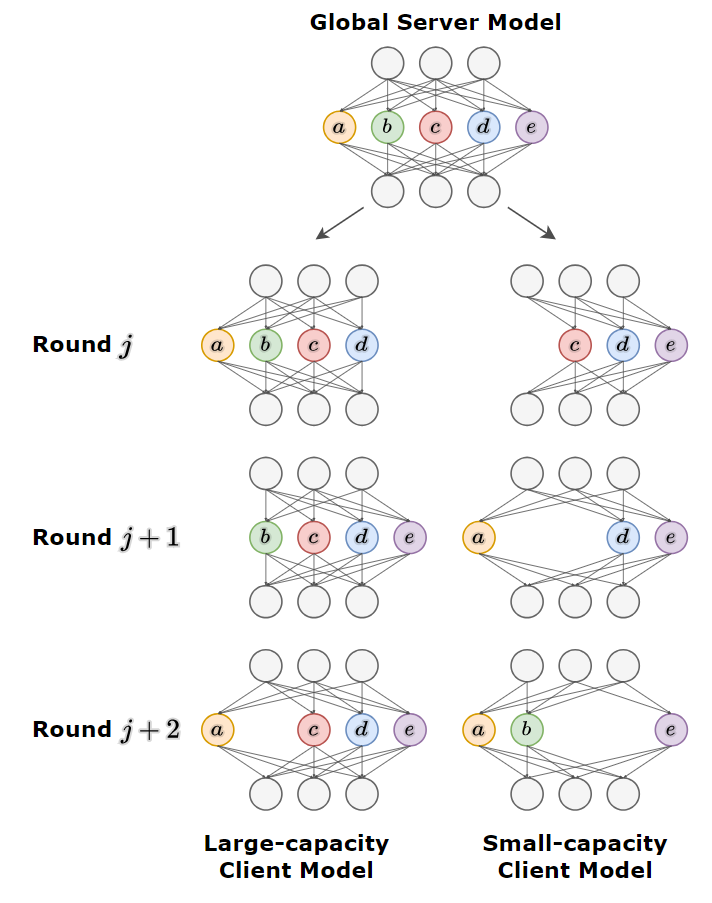 Global Server Model
a b c d e
Round j
a b c d
c d e
Round j + 1
b c d e
a d e
Round j + 2
a c d e
a b e
Large-capacity
Client Model
Small-capacity
Client Model